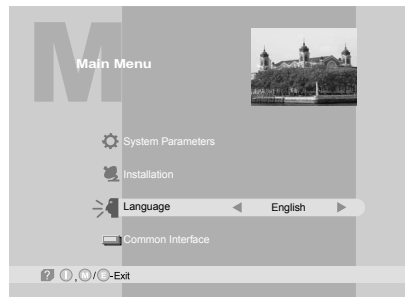 M
Main Menu
System Parameters
Installation
Language English
Common Interface
? I , M / E -Exit